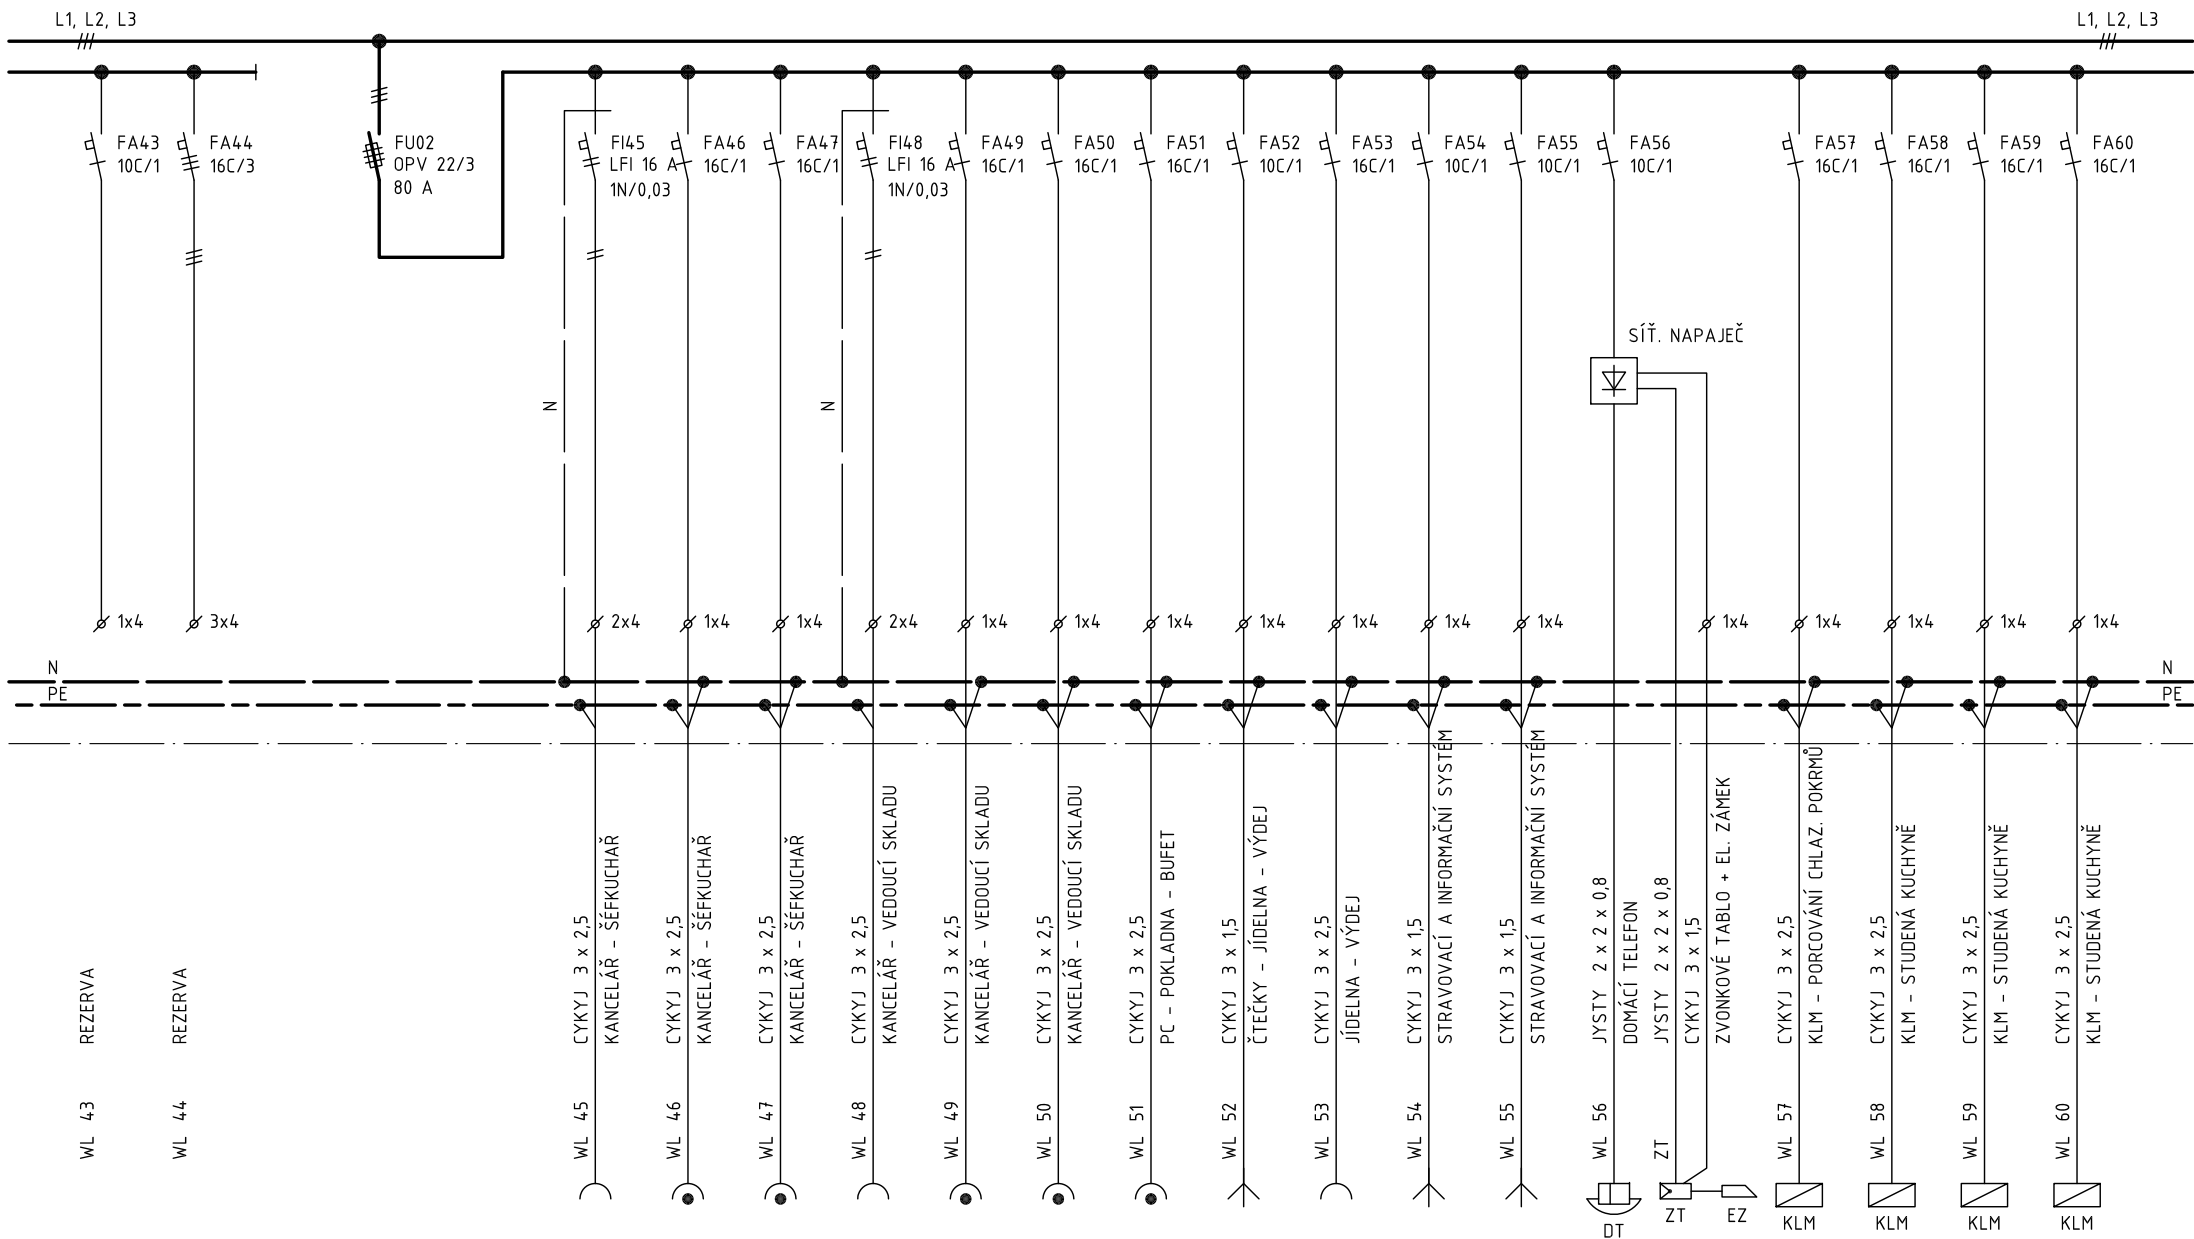 L1, L2, L3
L1, L2, L3
FA43
10C/1
FA44
16C/3
FU02
OPV 22/3
80 A
FI45
LFI 16 A
1N/0,03
FA46
16C/1
FA47
16C/1
FI48
LFI 16 A
1N/0,03
FA49
16C/1
FA50
16C/1
FA51
16C/1
FA52
10C/1
FA53
16C/1
FA54
10C/1
FA55
10C/1
FA56
10C/1
FA57
16C/1
FA58
16C/1
FA59
16C/1
FA60
16C/1
SÍŤ. NAPAJEČ
N
N
1x4
3x4
2x4
1x4
1x4
2x4
1x4
1x4
1x4
1x4
1x4
1x4
1x4
1x4
1x4
1x4
1x4
1x4
N
PE
N
PE
WL 43 REZERVA
WL 44 REZERVA
WL 45 CYKYJ 3 x 2,5
KANCELÁŘ - ŠÉFKUCHAŘ
WL 46 CYKYJ 3 x 2,5
KANCELÁŘ - ŠÉFKUCHAŘ
WL 47 CYKYJ 3 x 2,5
KANCELÁŘ - ŠÉFKUCHAŘ
WL 48 CYKYJ 3 x 2,5
KANCELÁŘ - VEDOUCÍ SKLADU
WL 49 CYKYJ 3 x 2,5
KANCELÁŘ - VEDOUCÍ SKLADU
WL 50 CYKYJ 3 x 2,5
KANCELÁŘ - VEDOUCÍ SKLADU
WL 51 CYKYJ 3 x 2,5
PC - POKLADNA - BUFET
WL 52 CYKYJ 3 x 1,5
ČTEČKY - JÍDELNA - VÝDEJ
WL 53 CYKYJ 3 x 2,5
JÍDELNA - VÝDEJ
WL 54 CYKYJ 3 x 1,5
STRAVOVACÍ A INFORMAČNÍ SYSTÉM
WL 55 CYKYJ 3 x 1,5
STRAVOVACÍ A INFORMAČNÍ SYSTÉM
WL 56 JYSTY 2 x 2 x 0,8
DOMÁCÍ TELEFON
ZT JYSTY 2 x 2 x 0,8
CYKYJ 3 x 1,5
ZVONKOVÉ TABLO + EL. ZÁMEK
WL 57 CYKYJ 3 x 2,5
KLM - PORCOVÁNÍ CHLAZ. POKRMŮ
WL 58 CYKYJ 3 x 2,5
KLM - STUDENÁ KUCHYNĚ
WL 59 CYKYJ 3 x 2,5
KLM - STUDENÁ KUCHYNĚ
WL 60 CYKYJ 3 x 2,5
KLM - STUDENÁ KUCHYNĚ
DT
ZT
EZ
KLM
KLM
KLM
KLM